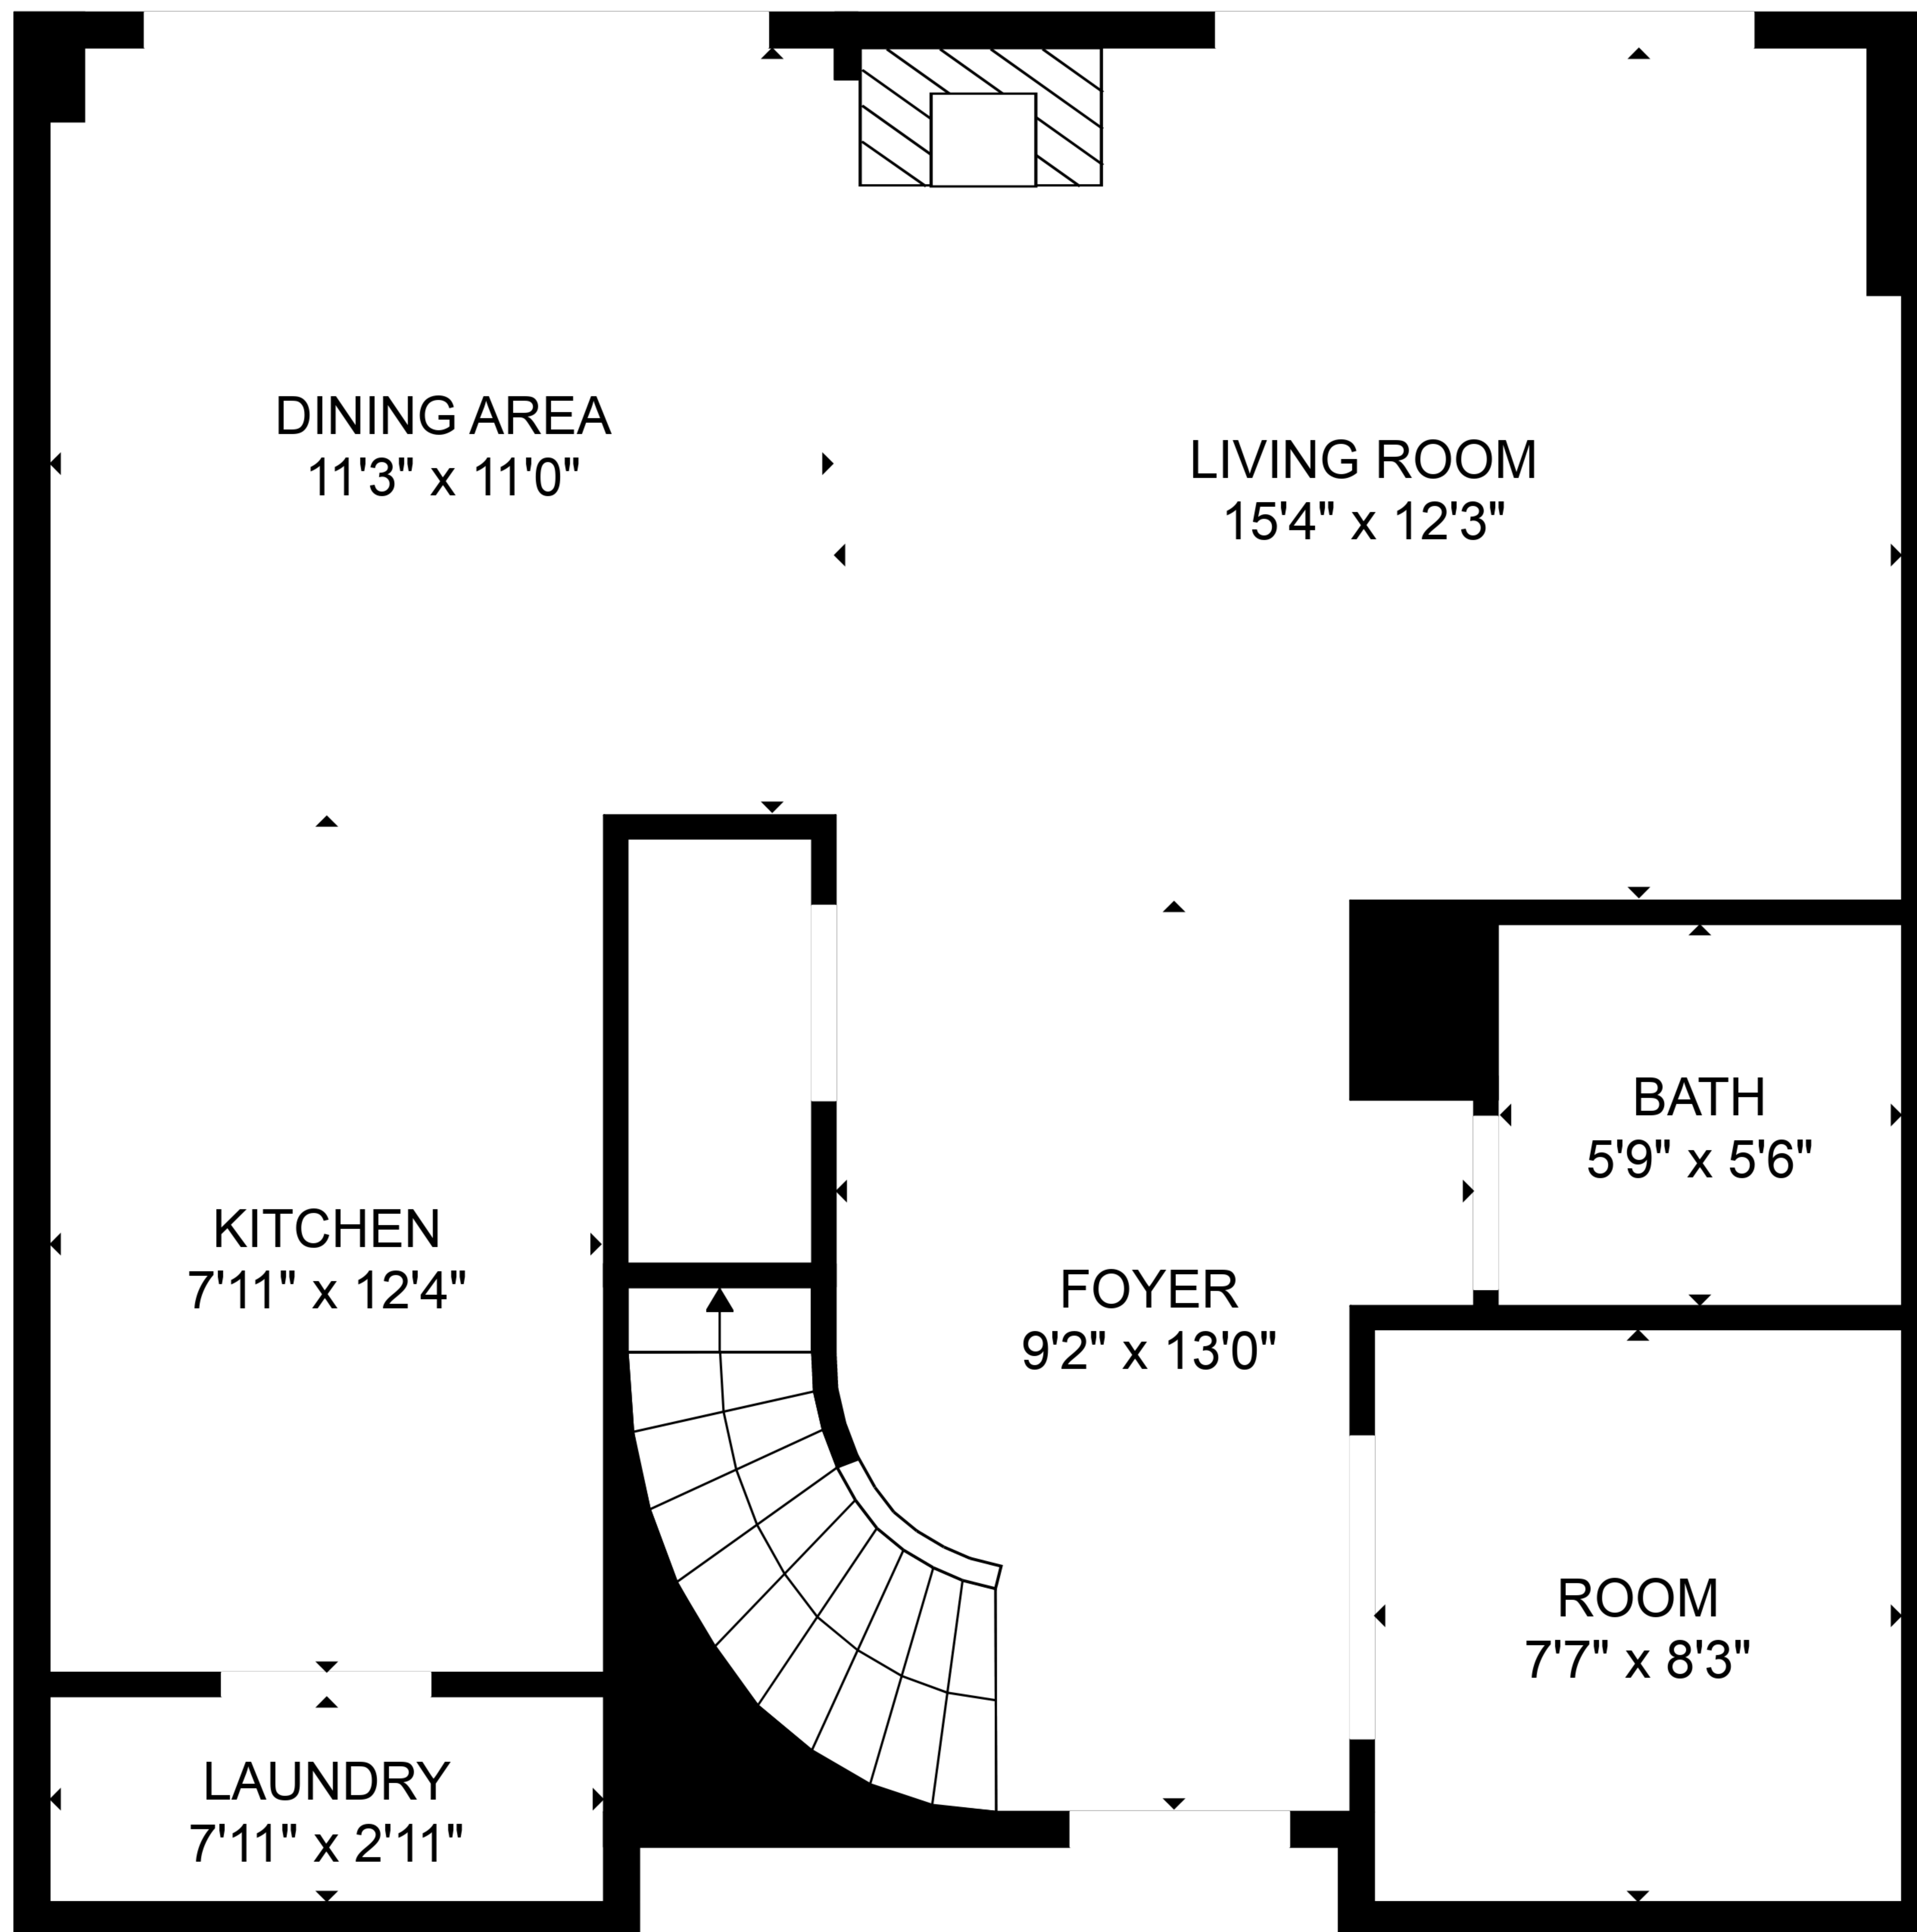 DINING AREA
11'3" x 11'0"
LIVING ROOM
15'4" x 12'3"
BATH
5'9" x 5'6"
KITCHEN
7'11" x 12'4"
FOYER
9'2" x 13'0"
ROOM
7'7" x 8'3"
LAUNDRY
7'11" x 2'11"